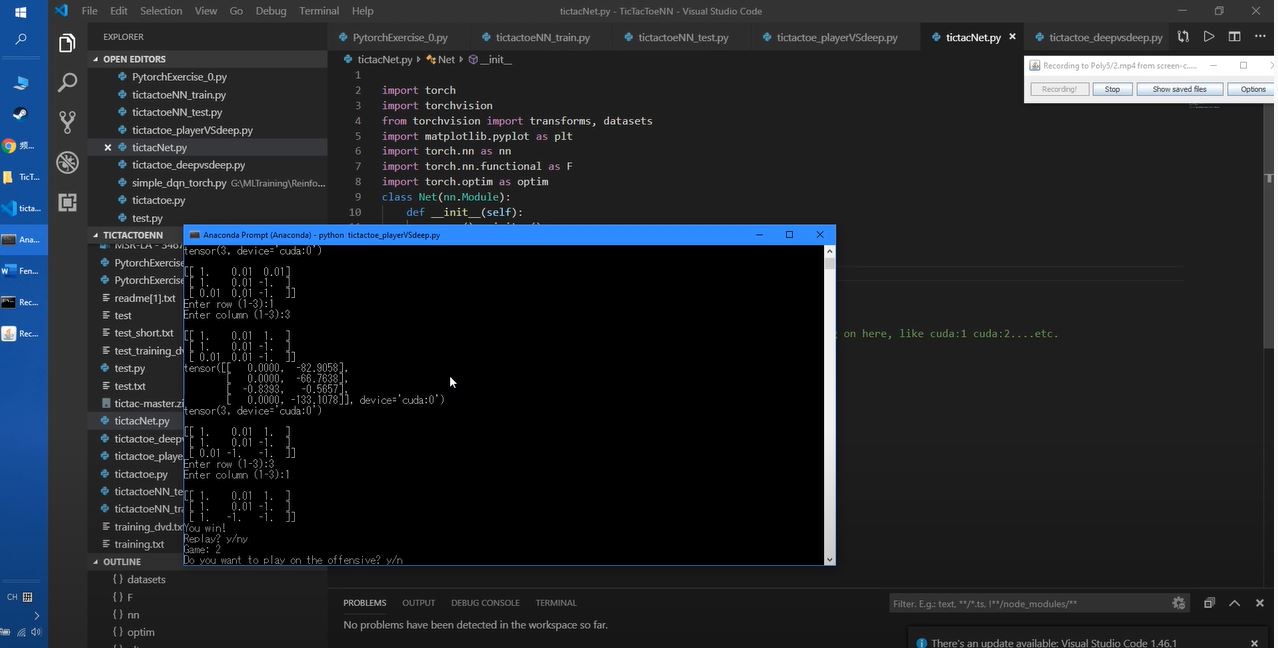 File Edit Selection View Go Debug Terminal Help
tictacNet.py - TicTacToeNN - Visual Studio Code
EXPLORER
PytorchExercise_0.py
tictactoeNN_train.py
tictactoeNN_test.py
tictactoe_playerVSdeep.py
tictacNet.py
tictactoe_deepvsdeep.py
OPEN EDITORS
PytorchExercise_0.py
tictactoeNN_train.py
tictactoeNN_test.py
tictactoe_playerVSdeep.py
tictacNet.py
tictactoe_deepvsdeep.py
simple_dqn_torch.py G:\MLTraining\Reinfo...
tictactoe.py
test.py
TICTACTOENN
PytorchExercise
PytorchExercise
readme[1].txt
test
test_short.txt
test_training_dv
test.py
test.txt
tictac-master.zi
tictacNet.py
tictactoe_deepv
tictactoe_playe
tictactoe.py
tictactoeNN_te
tictactoeNN_tra
training_dvd.tx
training.txt
OUTLINE
{ } datasets
{ } F
{ } nn
{ } optim
tictacNet.py Net __init__
1
2 import torch
3 import torchvision
4 from torchvision import transforms, datasets
5 import matplotlib.pyplot as plt
6 import torch.nn as nn
7 import torch.nn.functional as F
8 import torch.optim as optim
9 class Net(nn.Module):
10 def __init__(self):
on here, like cuda:1 cuda:2....etc.
Recording to Poly5/2.mp4 from screen-c.....
Recording! Stop Show saved files Options
Anaconda Prompt (Anaconda) - python tictactoe_playerVSdeep.py
tensor(3, device='cuda:0')
[[ 1. 0.01 0.01]
[ 1. 0.01 -1. ]
[ 0.01 0.01 -1. ]]
Enter row (1-3):1
Enter column (1-3):3
[[ 1. 0.01 1. ]
[ 1. 0.01 -1. ]
[ 0.01 0.01 -1. ]]
tensor([[ 0.0000, -82.9058],
[ 0.0000, -66.7638],
[ -0.8393, -0.5657],
[ 0.0000, -133.1078]], device='cuda:0')
tensor(3, device='cuda:0')
[[ 1. 0.01 1. ]
[ 1. 0.01 -1. ]
[ 0.01 -1. -1. ]]
Enter row (1-3):3
Enter column (1-3):1
[[ 1. 0.01 1. ]
[ 1. 0.01 -1. ]
[ 1. -1. -1. ]]
You win!
Replay? y/ny
Game: 2
Do you want to play on the offensive? y/n
PROBLEMS OUTPUT DEBUG CONSOLE TERMINAL
Filter. E.g.: text, **/*.ts, !**/node_modules/**
No problems have been detected in the workspace so far.
There's an update available: Visual Studio Code 1.46.1
TicT...
ticta...
Ana...
Fen...
Rec...
Rec...
CH